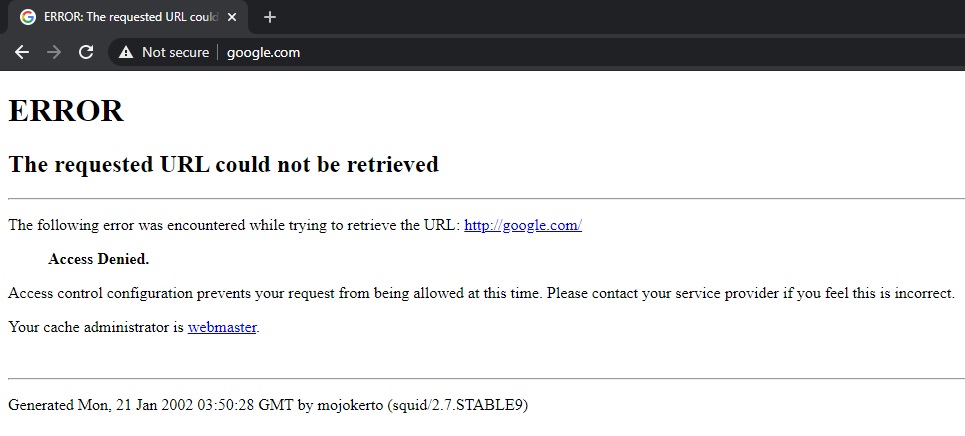 ERROR: The requested URL could
Not secure google.com
ERROR
The requested URL could not be retrieved
The following error was encountered while trying to retrieve the URL: http://google.com/
Access Denied.
Access control configuration prevents your request from being allowed at this time. Please contact your service provider if you feel this is incorrect.
Your cache administrator is webmaster.
Generated Mon, 21 Jan 2002 03:50:28 GMT by mojokerto (squid/2.7.STABLE9)